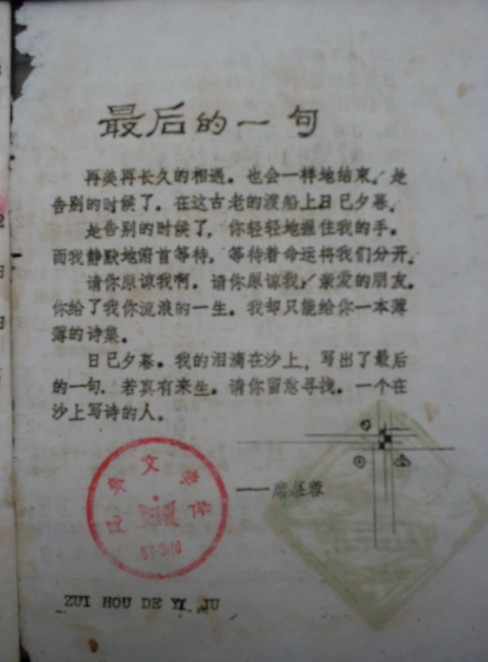 最后的一句
再美再长久的相遇。也会一样地结束。是
告别的时候了。在这古老的渡船上日已夕暮。
是告别的时候了，你轻轻地握住我的手。
而我静默地俯首等待，等待着命运将我们分开。
请你原谅我啊。请你原谅我，亲爱的朋友。
你给了我你流浪的一生。我却只能给你一本薄
薄的诗集。
日已夕暮。我的泪滴在沙上，写出了最后
的一句。若真有来生。请你留意寻找。一个在
沙上写诗的人。
——席
ZUI HOU DE YI JU